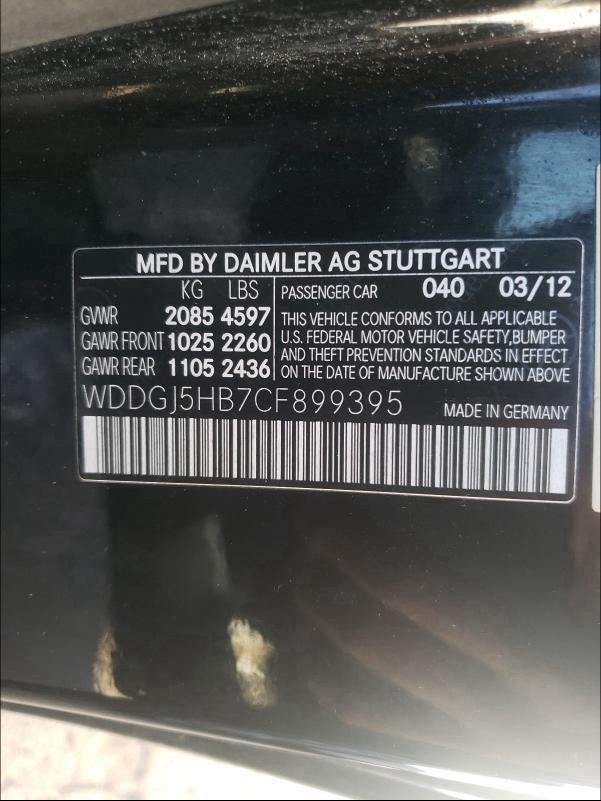 MFD BY DAIMLER AG STUTTGART
KG LBS PASSENGER CAR 040 03/12
GVWR 2085 4597 THIS VEHICLE CONFORMS TO ALL APPLICABLE
GAWR FRONT 1025 2260 U.S. FEDERAL MOTOR VEHICLE SAFETY,BUMPER
GAWR REAR 1105 2436 AND THEFT PREVENTION STANDARDS IN EFFECT
ON THE DATE OF MANUFACTURE SHOWN ABOVE
WDDGJ5HB7CF899395 MADE IN GERMANY